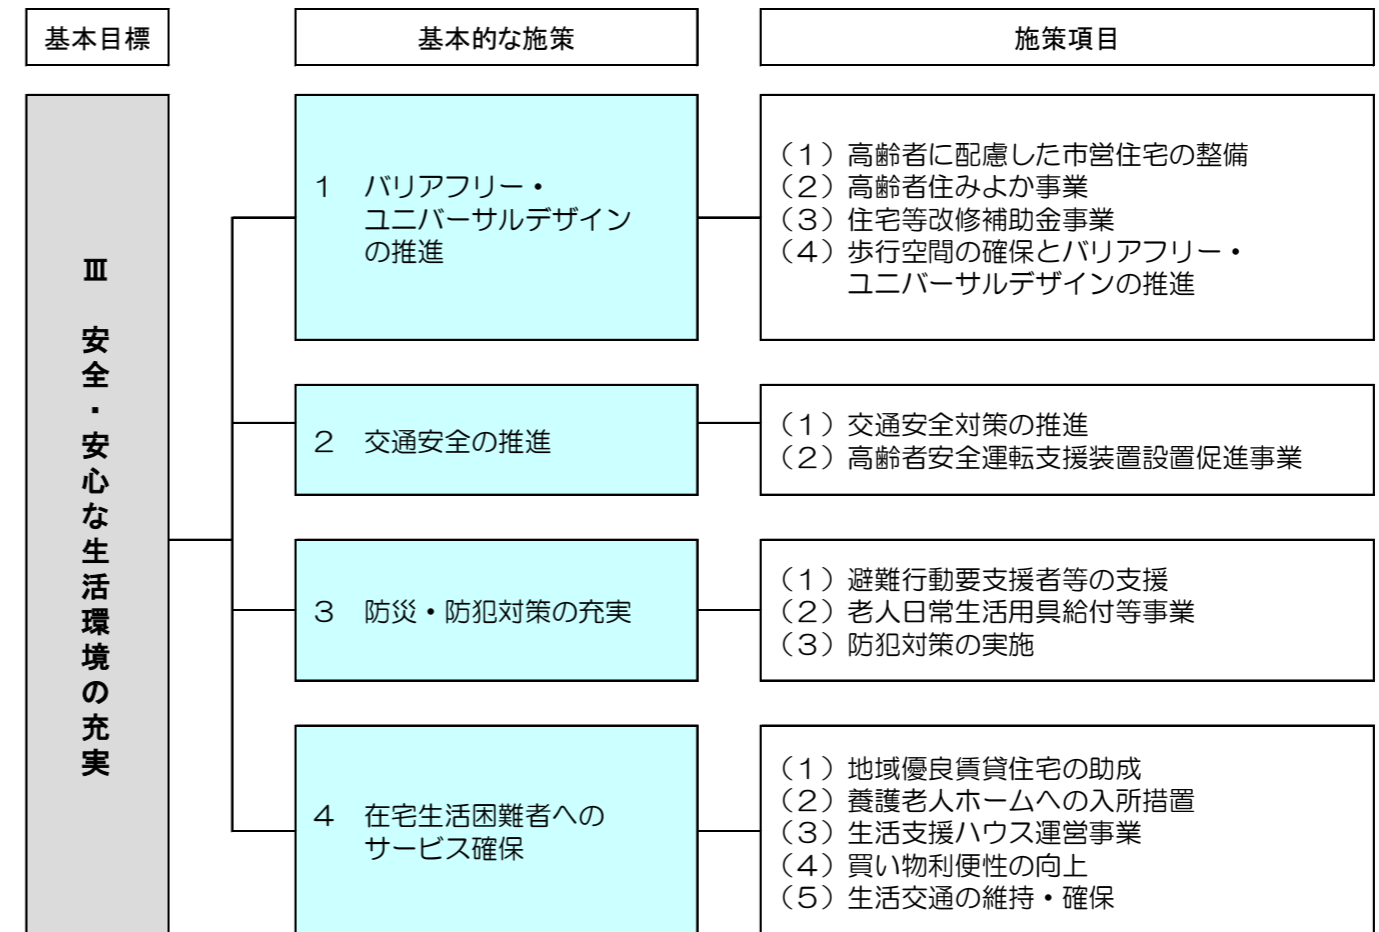 基本目標
基本的な施策
施策項目
Ⅲ 安全・安心な生活環境の充実
1 バリアフリー・
ユニバーサルデザイン
の推進
（1）高齢者に配慮した市営住宅の整備
（2）高齢者住みよか事業
（3）住宅等改修補助金事業
（4）歩行空間の確保とバリアフリー・
ユニバーサルデザインの推進
2 交通安全の推進
（1）交通安全対策の推進
（2）高齢者安全運転支援装置設置促進事業
3 防災・防犯対策の充実
（1）避難行動要支援者等の支援
（2）老人日常生活用具給付等事業
（3）防犯対策の実施
4 在宅生活困難者への
サービス確保
（1）地域優良賃貸住宅の助成
（2）養護老人ホームへの入所措置
（3）生活支援ハウス運営事業
（4）買い物利便性の向上
（5）生活交通の維持・確保